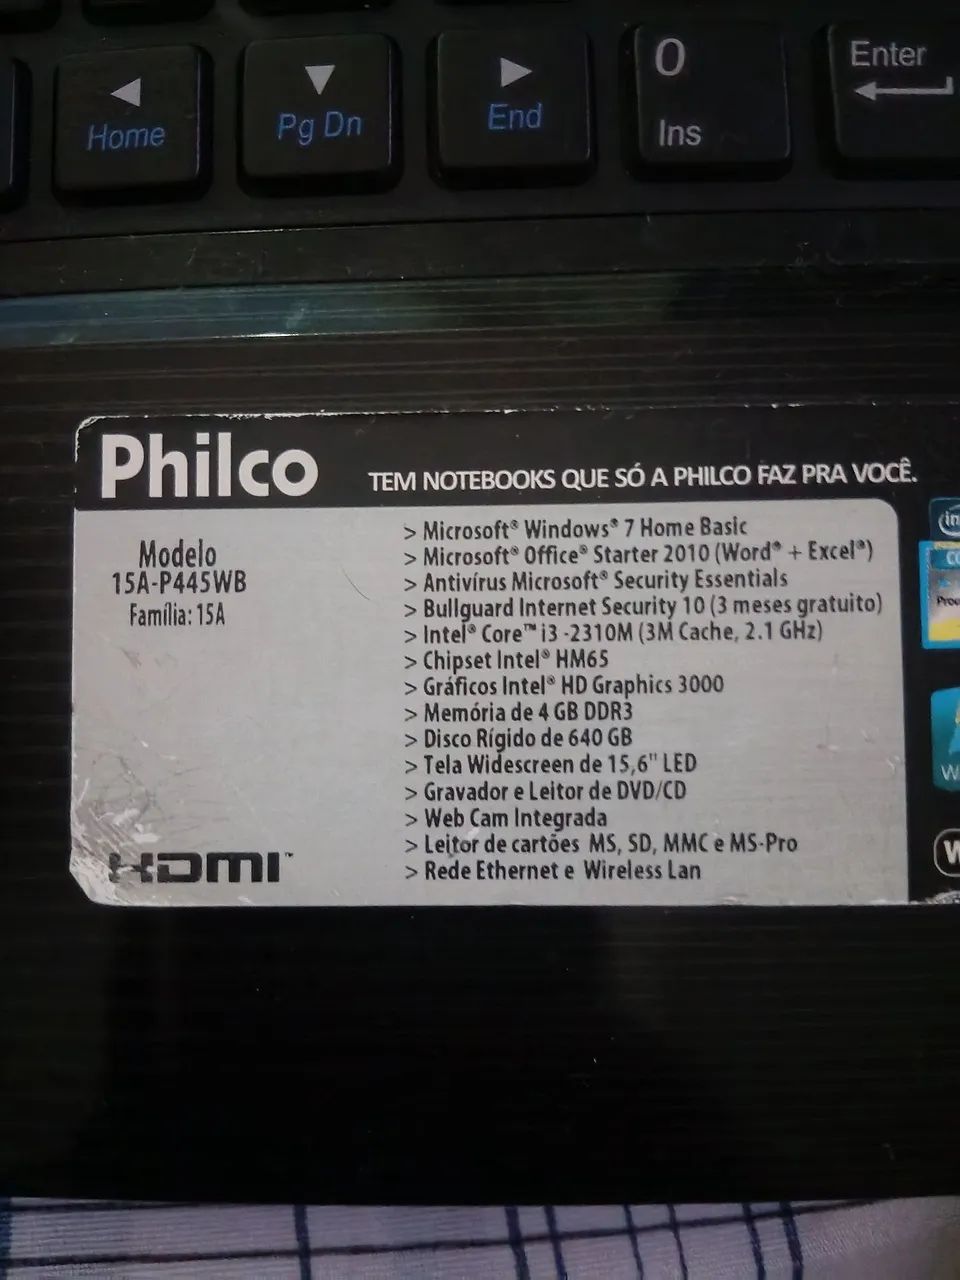 Home
Pg Dn
End
0
Ins
Enter
Philco
TEM NOTEBOOKS QUE SÓ A PHILCO FAZ PRA VOCÊ.
Modelo
15A-P445WB
Família: 15A
> Microsoft® Windows® 7 Home Basic
> Microsoft® Office® Starter 2010 (Word® + Excel®)
> Antivírus Microsoft® Security Essentials
> Bullguard Internet Security 10 (3 meses gratuito)
> Intel® Core™ i3 -2310M (3M Cache, 2.1 GHz)
> Chipset Intel® HM65
> Gráficos Intel® HD Graphics 3000
> Memória de 4 GB DDR3
> Disco Rígido de 640 GB
> Tela Widescreen de 15,6" LED
> Gravador e Leitor de DVD/CD
> Web Cam Integrada
> Leitor de cartões MS, SD, MMC e MS-Pro
> Rede Ethernet e Wireless Lan
HDMI™